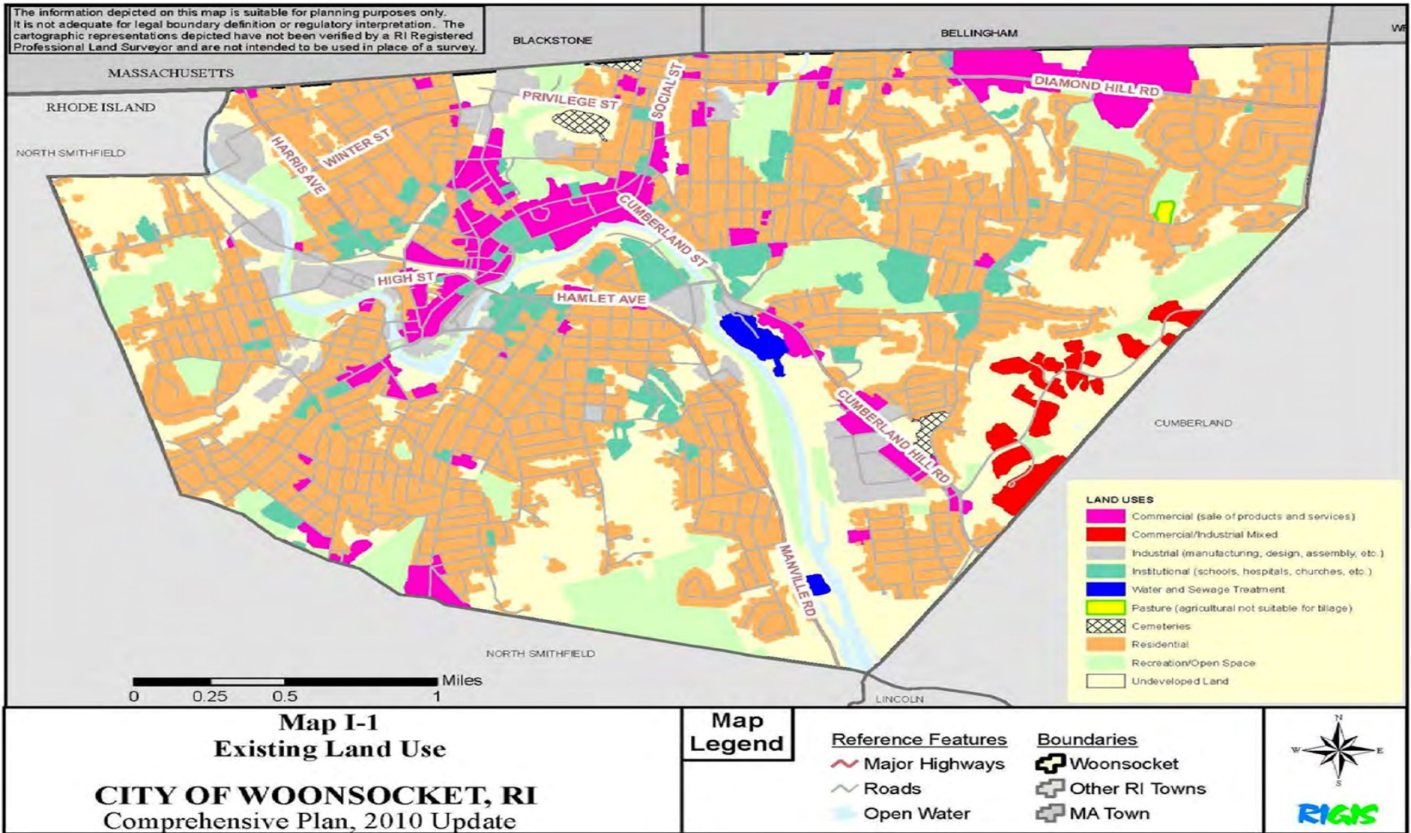 The information depicted on this map is suitable for planning purposes only.
It is not adequate for legal boundary definition or regulatory interpretation. The
cartographic representations depicted have not been verified by a RI Registered
Professional Land Surveyor and are not intended to be used in place of a survey.
BLACKSTONE
BELLINGHAM
MASSACHUSETTS
RHODE ISLAND
NORTH SMITHFIELD
PRIVILEGE ST
SOCIAL ST
DIAMOND HILL RD
HARRIS AVE
WINTER ST
CUMBERLAND ST
HIGH ST
HAMLET AVE
CUMBERLAND HILL RD
CUMBERLAND
MANVILLE RD
NORTH SMITHFIELD
LINCOLN
LAND USES
Commercial (sale of products and services)
Commercial/Industrial Mixed
Industrial (manufacturing, design, assembly, etc.)
Institutional (schools, hospitals, churches, etc.)
Water and Sewage Treatment
Pasture (agricultural not suitable for tillage)
Cemeteries
Residential
Recreation/Open Space
Undeveloped Land
Miles
0 0.25 0.5 1
Map I-1
Existing Land Use
CITY OF WOONSOCKET, RI
Comprehensive Plan, 2010 Update
Map
Legend
Reference Features
Major Highways
Roads
Open Water
Boundaries
Woonsocket
Other RI Towns
MA Town
N
W E
S
RIGIS